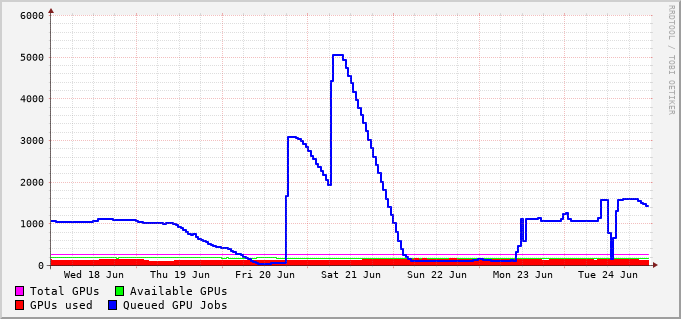 6000
5000
4000
3000
2000
1000
0
Wed 18 Jun Thu 19 Jun Fri 20 Jun Sat 21 Jun Sun 22 Jun Mon 23 Jun Tue 24 Jun
Total GPUs Available GPUs
GPUs used Queued GPU Jobs
RRDTOOL / TOBI OETIKER